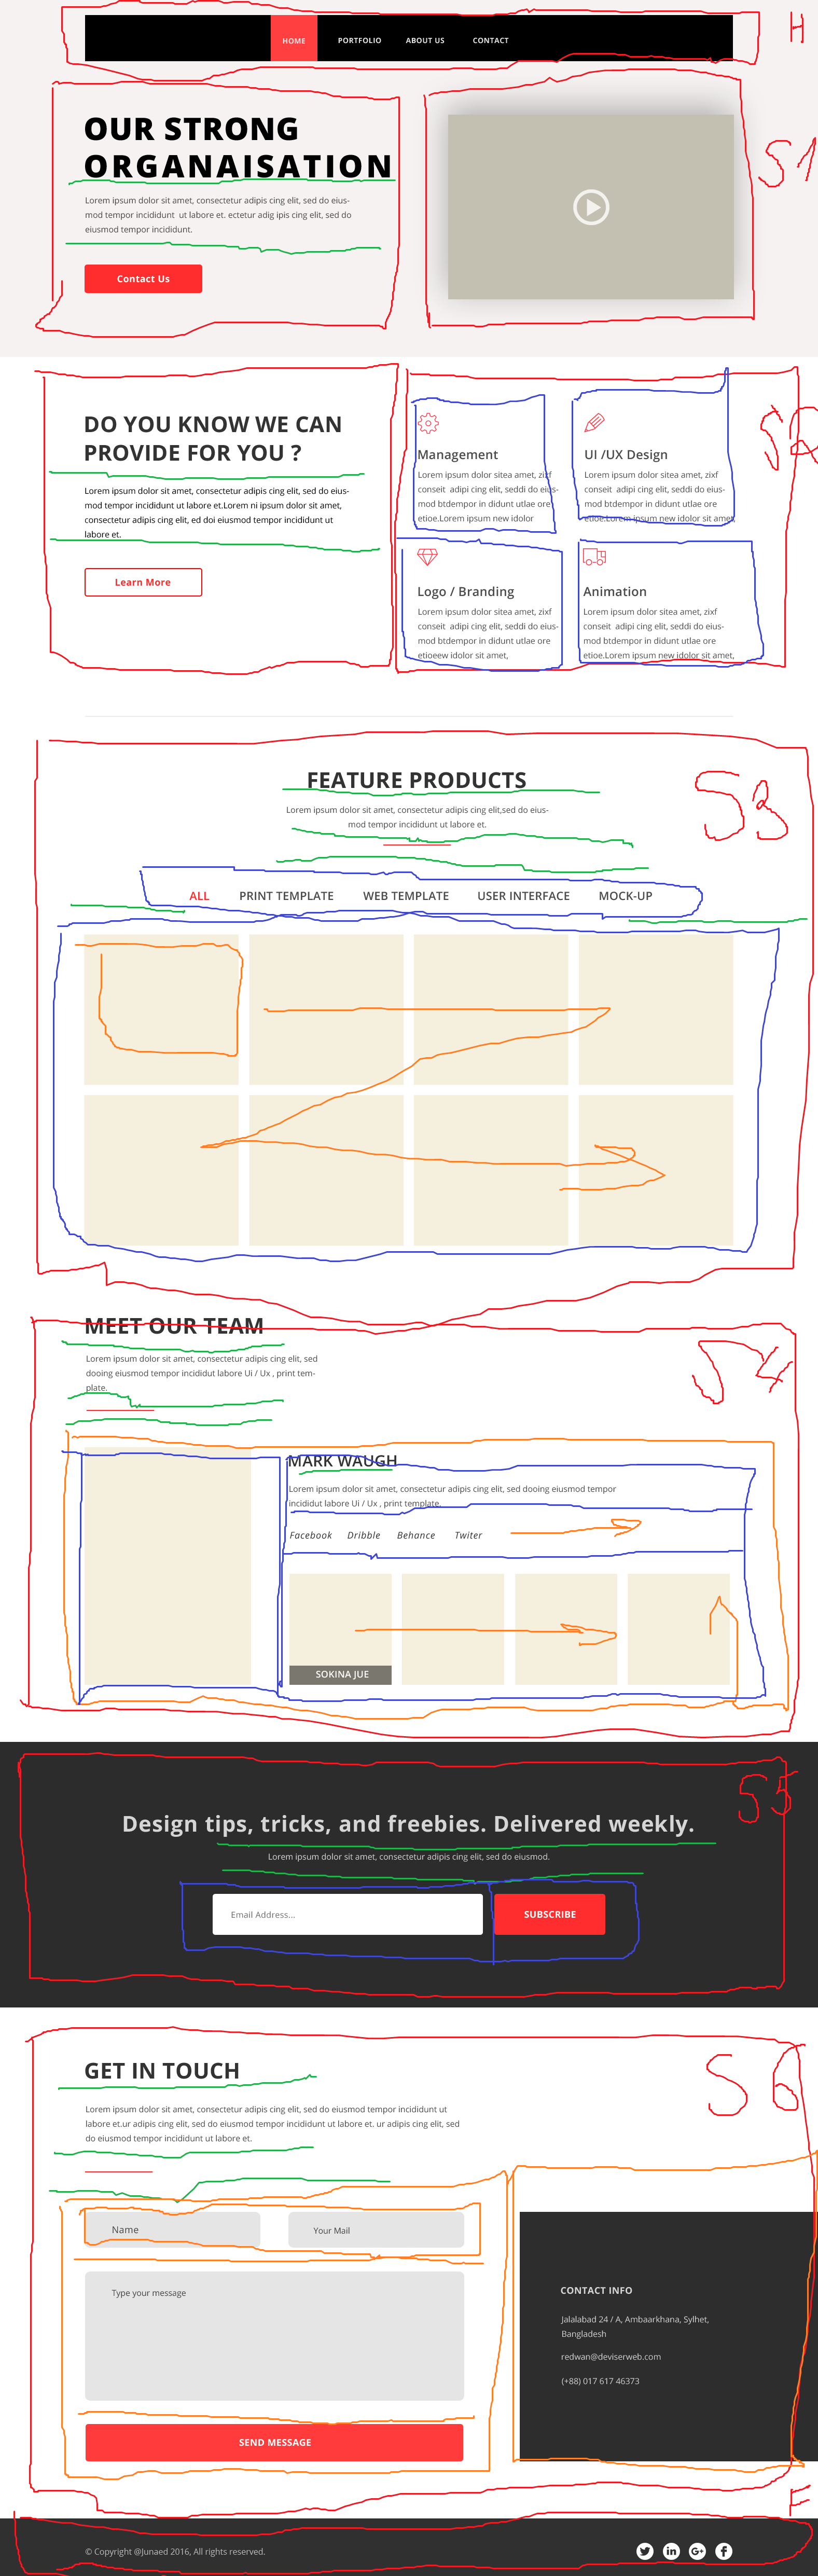 HOME PORTFOLIO ABOUT US CONTACT
H
OUR STRONG
ORGANAISATION
Lorem ipsum dolor sit amet, consectetur adipis cing elit, sed do eius-
mod tempor incididunt ut labore et. ectetur adig ipis cing elit, sed do
eiusmod tempor incididunt.
Contact Us
S1
DO YOU KNOW WE CAN
PROVIDE FOR YOU ?
Lorem ipsum dolor sit amet, consectetur adipis cing elit, sed do eius-
mod tempor incididunt ut labore et.Lorem ni ipsum dolor sit amet,
consectetur adipis cing elit, ed doi eiusmod tempor incididunt ut
labore et.
Learn More
S2
Management
Lorem ipsum dolor sitea amet, zixf
conseit adipi cing elit, seddi do eius-
mod btdempor in didunt utlae ore
etioe.Lorem ipsum new idolor
UI /UX Design
Lorem ipsum dolor sitea amet, zixf
conseit adipi cing elit, seddi do eius-
mod btdempor in didunt utlae ore
etioe.Lorem ipsum new idolor sit amet,
Logo / Branding
Lorem ipsum dolor sitea amet, zixf
conseit adipi cing elit, seddi do eius-
mod btdempor in didunt utlae ore
etioeew idolor sit amet,
Animation
Lorem ipsum dolor sitea amet, zixf
conseit adipi cing elit, seddi do eius-
mod btdempor in didunt utlae ore
etioe.Lorem ipsum new idolor sit amet,
FEATURE PRODUCTS
Lorem ipsum dolor sit amet, consectetur adipis cing elit,sed do eius-
mod tempor incididunt ut labore et.
S3
ALL PRINT TEMPLATE WEB TEMPLATE USER INTERFACE MOCK-UP
MEET OUR TEAM
Lorem ipsum dolor sit amet, consectetur adipis cing elit, sed
dooing eiusmod tempor incididut labore Ui / Ux , print tem-
plate.
S4
MARK WAUGH
Lorem ipsum dolor sit amet, consectetur adipis cing elit, sed dooing eiusmod tempor
incididut labore Ui / Ux , print template.
Facebook Dribble Behance Twiter
SOKINA JUE
S5
Design tips, tricks, and freebies. Delivered weekly.
Lorem ipsum dolor sit amet, consectetur adipis cing elit, sed do eiusmod.
Email Address... SUBSCRIBE
S6
GET IN TOUCH
Lorem ipsum dolor sit amet, consectetur adipis cing elit, sed do eiusmod tempor incididunt ut
labore et.ur adipis cing elit, sed do eiusmod tempor incididunt ut labore et. ur adipis cing elit, sed
do eiusmod tempor incididunt ut labore et.
Name Your Mail
Type your message
SEND MESSAGE
CONTACT INFO
Jalalabad 24 / A, Ambaarkhana, Sylhet,
Bangladesh
redwan@deviserweb.com
(+88) 017 617 46373
F
© Copyright @Junaed 2016, All rights reserved.
in G+ f